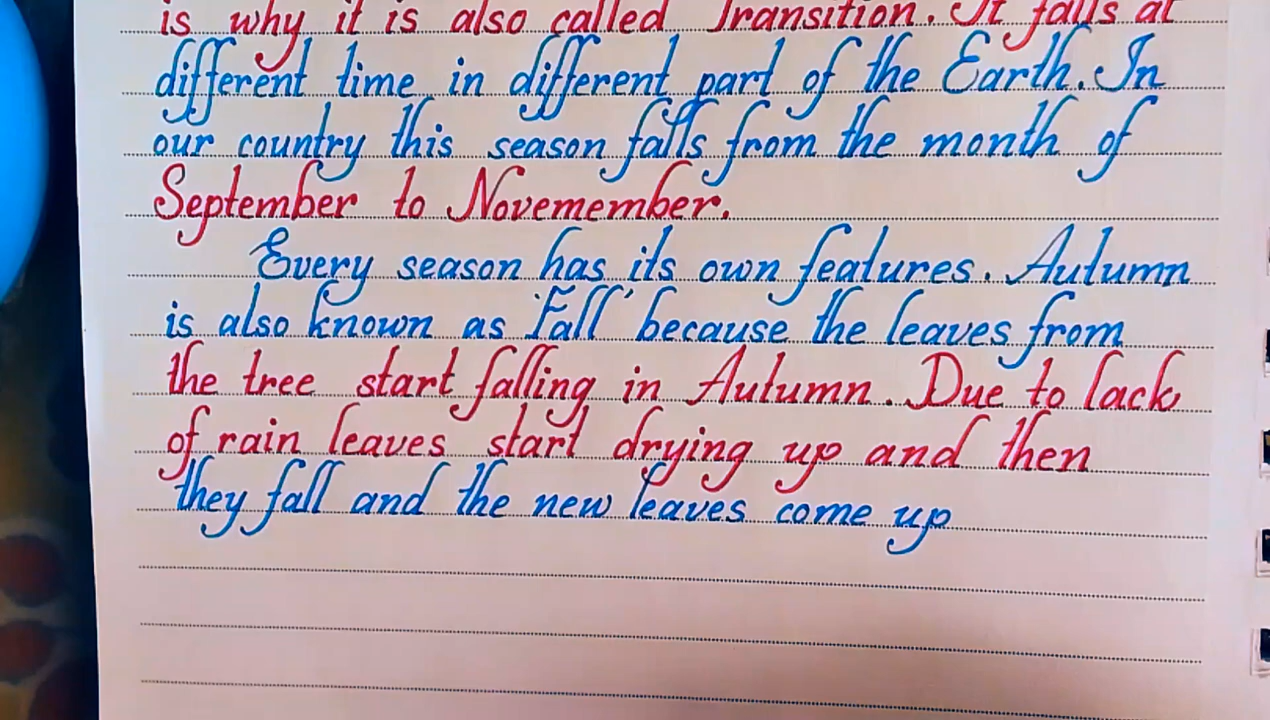 is why it is also called Transition. It falls at
different time in different part of the Earth. In
our country this season falls from the month of
September to Novemember.
Every season has its own features. Autumn
is also known as 'Fall' because the leaves from
the tree start falling in Autumn. Due to lack
of rain leaves start drying up and then
they fall and the new leaves come up